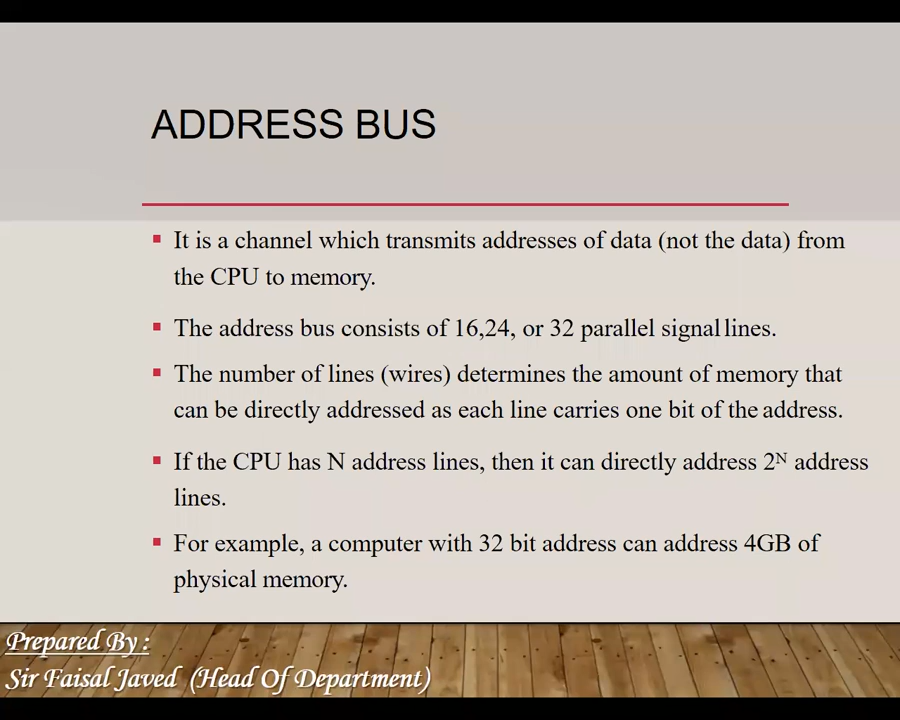 ADDRESS BUS
▪ It is a channel which transmits addresses of data (not the data) from
the CPU to memory.
▪ The address bus consists of 16,24, or 32 parallel signal lines.
▪ The number of lines (wires) determines the amount of memory that
can be directly addressed as each line carries one bit of the address.
▪ If the CPU has N address lines, then it can directly address 2ᴺ address
lines.
▪ For example, a computer with 32 bit address can address 4GB of
physical memory.
Prepared By :
Sir Faisal Javed (Head Of Department)